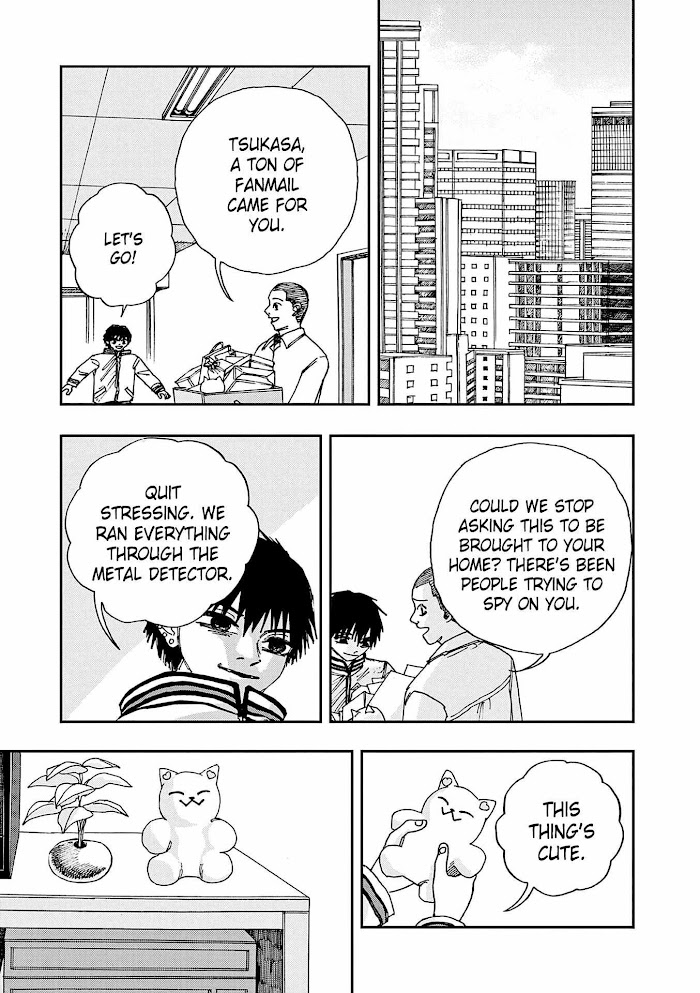 TSUKASA,
A TON OF
FANMAIL
CAME FOR
YOU.
LET'S
GO!
COULD WE STOP
ASKING THIS TO BE
BROUGHT TO YOUR
HOME? THERE'S BEEN
PEOPLE TRYING TO
SPY ON YOU.
QUIT
STRESSING. WE
RAN EVERYTHING
THROUGH THE
METAL DETECTOR.
THIS
THING'S
CUTE.